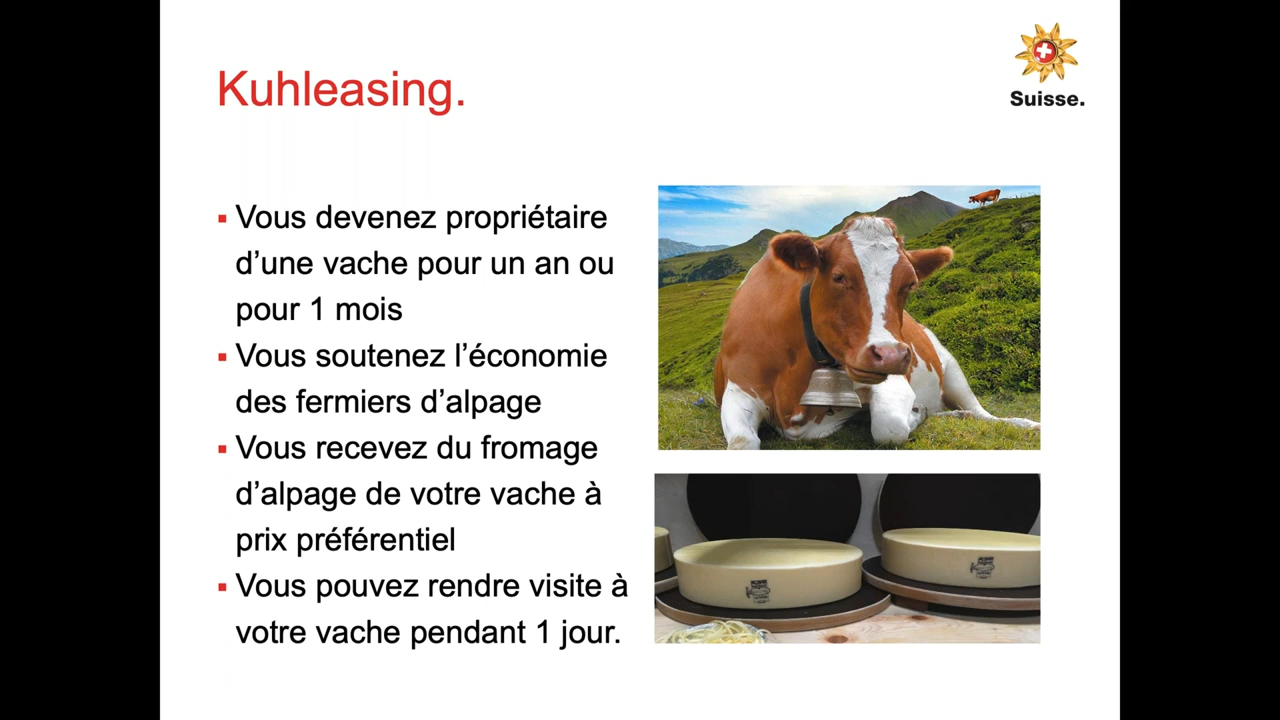 Kuhleasing.
Suisse.
▪ Vous devenez propriétaire
d’une vache pour un an ou
pour 1 mois
▪ Vous soutenez l’économie
des fermiers d’alpage
▪ Vous recevez du fromage
d’alpage de votre vache à
prix préférentiel
▪ Vous pouvez rendre visite à
votre vache pendant 1 jour.